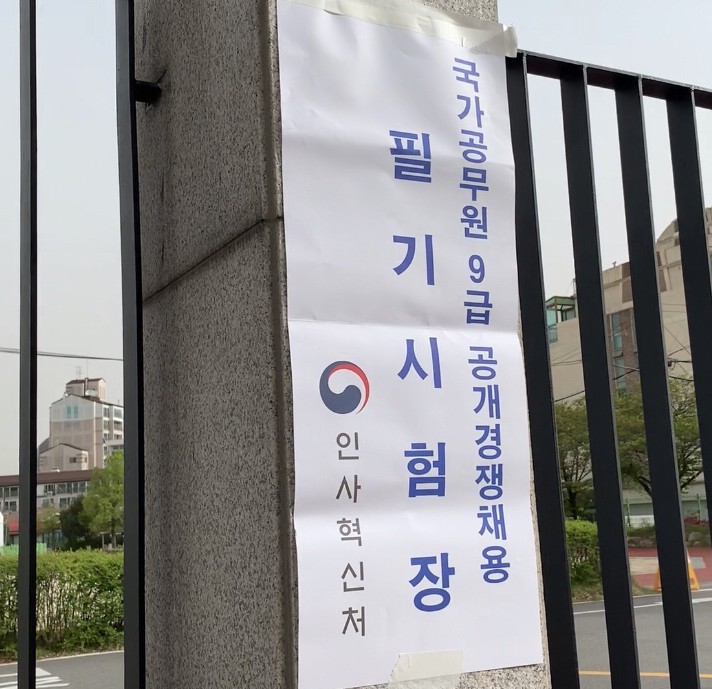 국가공무원 9급 공개경쟁채용
필기시험장
인사혁신처